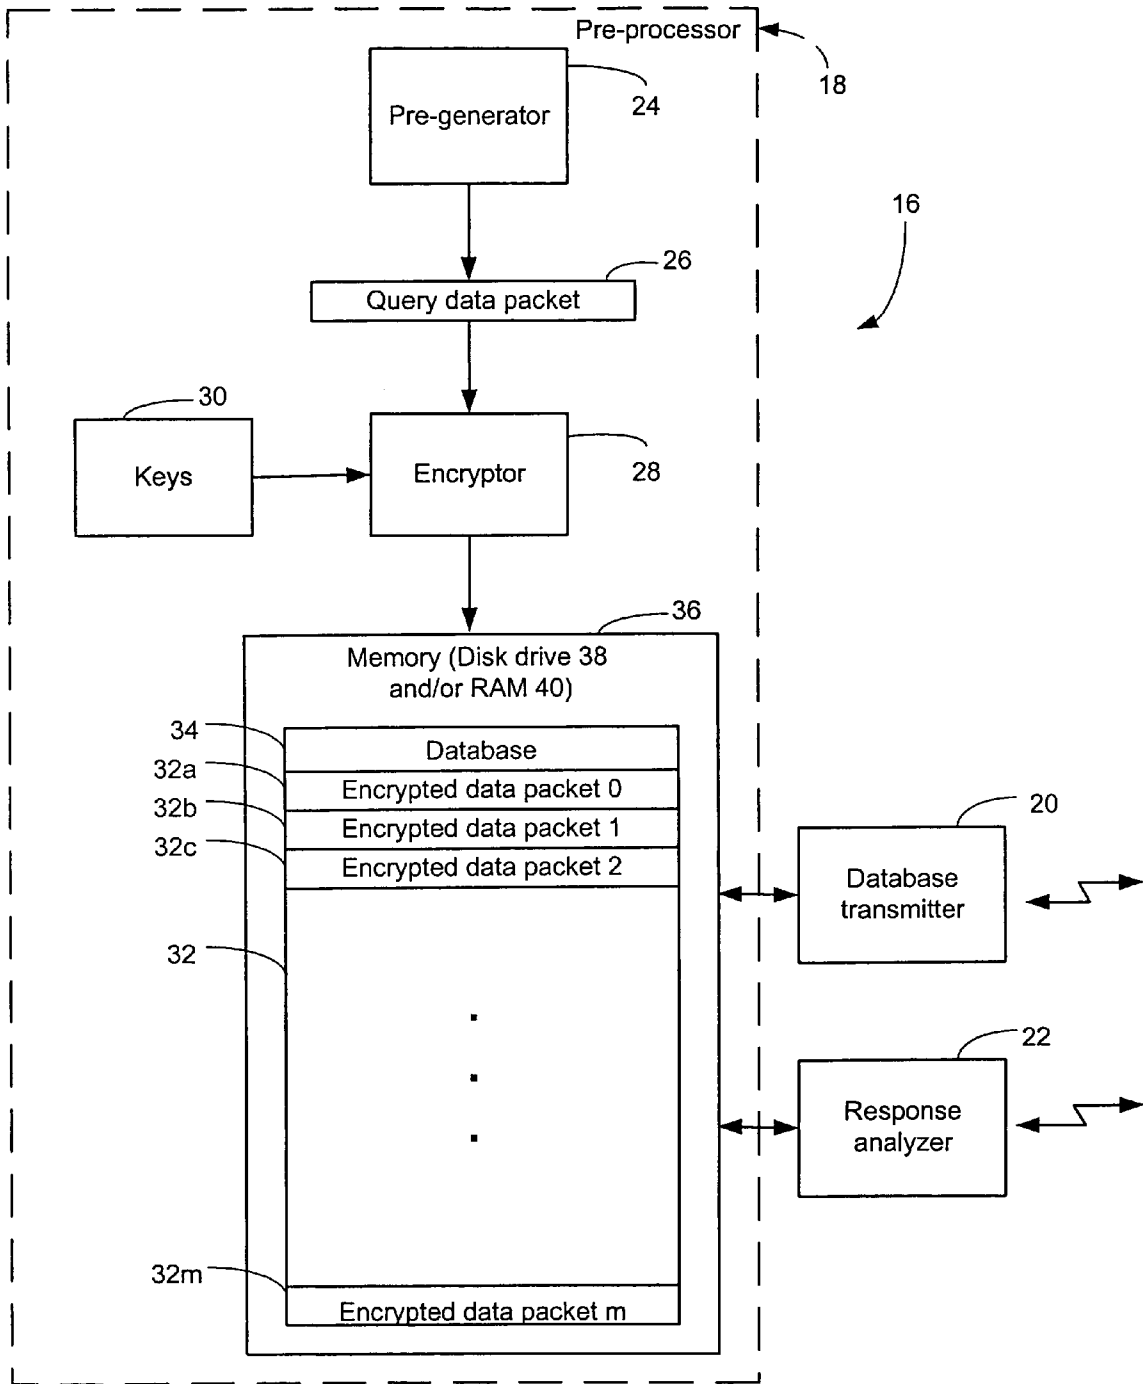 Pre-processor
18
Pre-generator
24
16
26
Query data packet
30
Keys
Encryptor
28
36
Memory (Disk drive 38
and/or RAM 40)
34
Database
32a
Encrypted data packet 0
32b
Encrypted data packet 1
32c
Encrypted data packet 2
20
Database
transmitter
32
22
Response
analyzer
32m
Encrypted data packet m